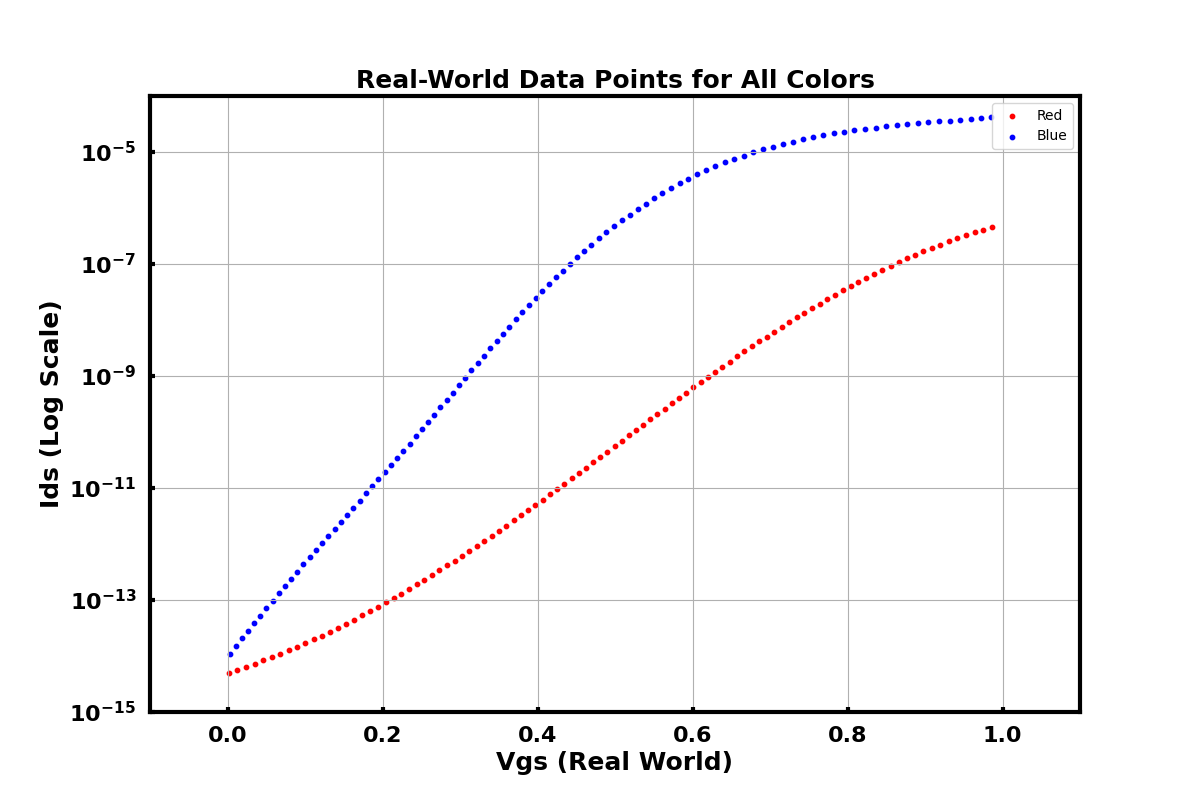 Real-World Data Points for All Colors
Red
Blue
10⁻⁵
10⁻⁷
10⁻⁹
10⁻¹¹
10⁻¹³
10⁻¹⁵
Ids (Log Scale)
0.0 0.2 0.4 0.6 0.8 1.0
Vgs (Real World)